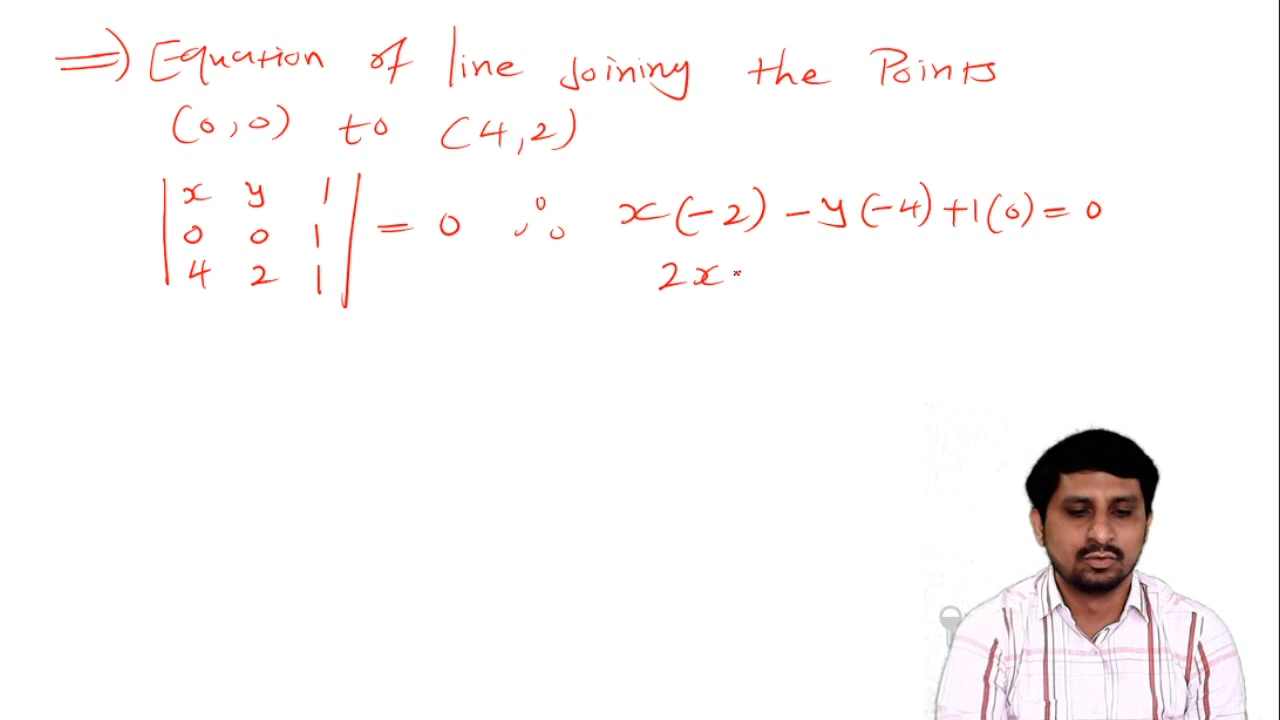 ⇒ Equation of line Joining the Points
(0,0) to (4,2)
| x y 1 |
| 0 0 1 | = 0 ∴ x(-2) - y(-4) + 1(0) = 0
| 4 2 1 | 2x